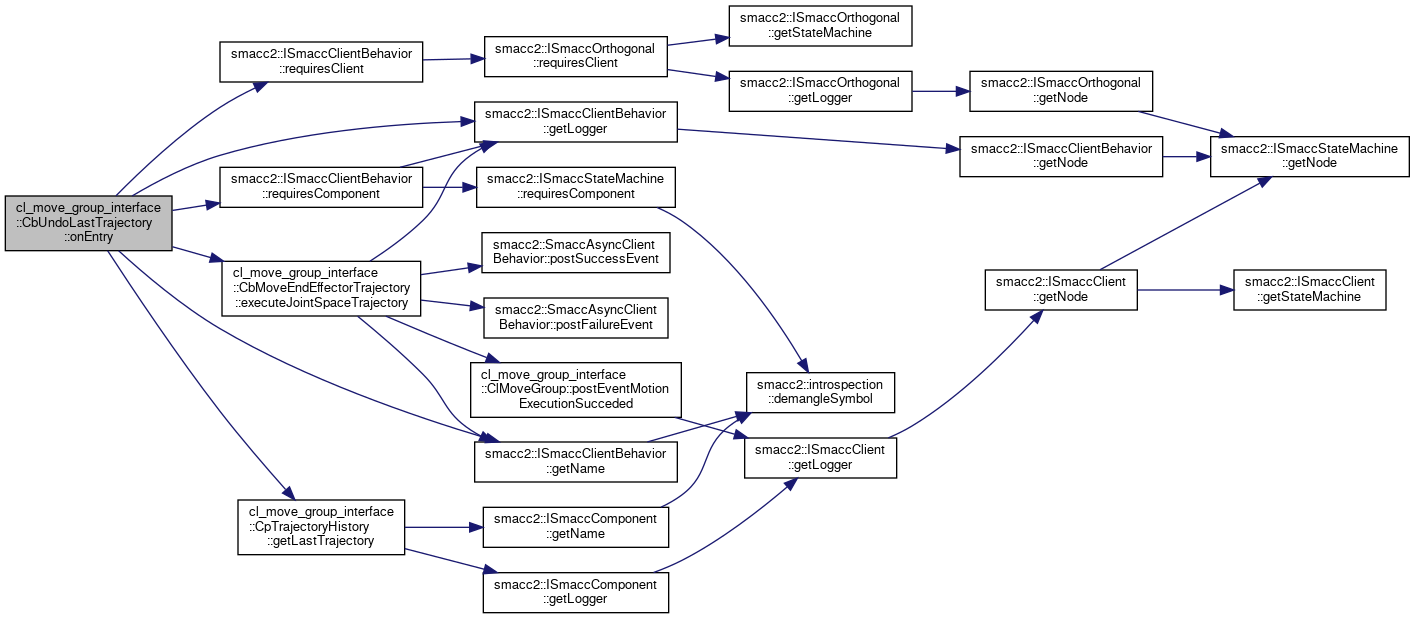 cl_move_group_interface
::CbUndoLastTrajectory
::onEntry
smacc2::ISmaccClientBehavior
::requiresClient
smacc2::ISmaccOrthogonal
::requiresClient
smacc2::ISmaccOrthogonal
::getStateMachine
smacc2::ISmaccOrthogonal
::getLogger
smacc2::ISmaccOrthogonal
::getNode
smacc2::ISmaccStateMachine
::getNode
smacc2::ISmaccClientBehavior
::getLogger
smacc2::ISmaccClientBehavior
::getNode
smacc2::ISmaccClientBehavior
::requiresComponent
smacc2::ISmaccStateMachine
::requiresComponent
cl_move_group_interface
::CbMoveEndEffectorTrajectory
::executeJointSpaceTrajectory
smacc2::SmaccAsyncClient
Behavior::postSuccessEvent
smacc2::SmaccAsyncClient
Behavior::postFailureEvent
cl_move_group_interface
::ClMoveGroup::postEventMotion
ExecutionSucceded
smacc2::ISmaccClientBehavior
::getName
smacc2::introspection
::demangleSymbol
smacc2::ISmaccClient
::getLogger
smacc2::ISmaccClient
::getNode
smacc2::ISmaccClient
::getStateMachine
cl_move_group_interface
::CpTrajectoryHistory
::getLastTrajectory
smacc2::ISmaccComponent
::getName
smacc2::ISmaccComponent
::getLogger